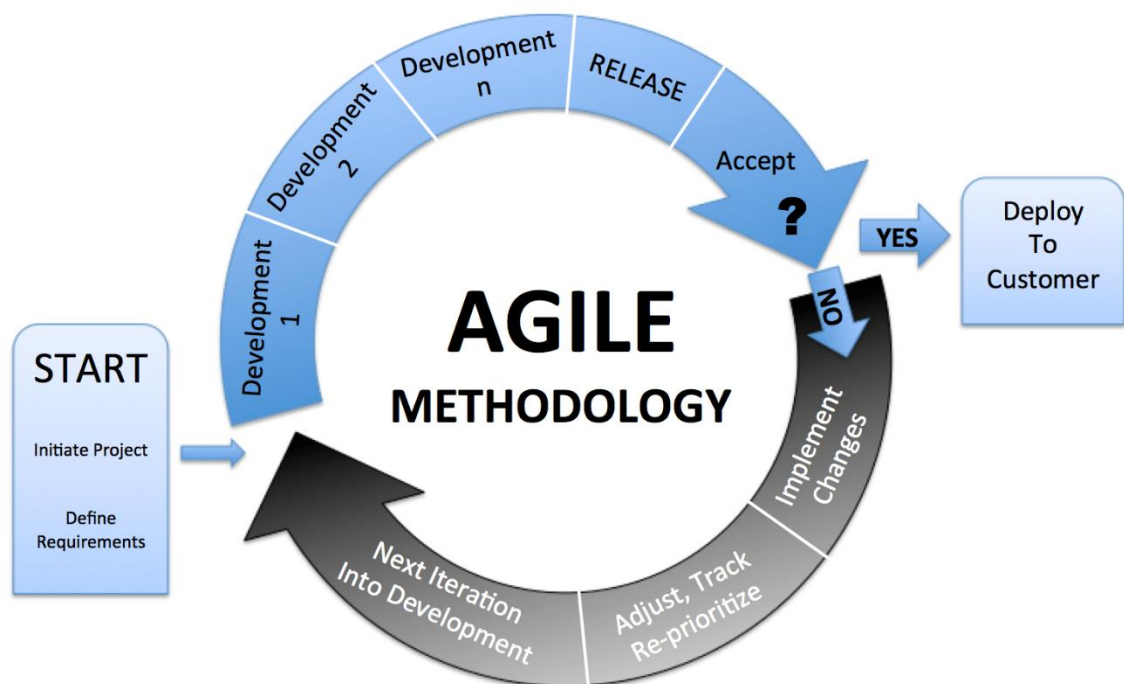 START
Initiate Project
Define
Requirements
Development
1
Development
2
Development
n
RELEASE
Accept
?
YES
Deploy
To
Customer
NO
Implement
Changes
Adjust, Track
Re-prioritize
Next Iteration
Into Development
AGILE
METHODOLOGY